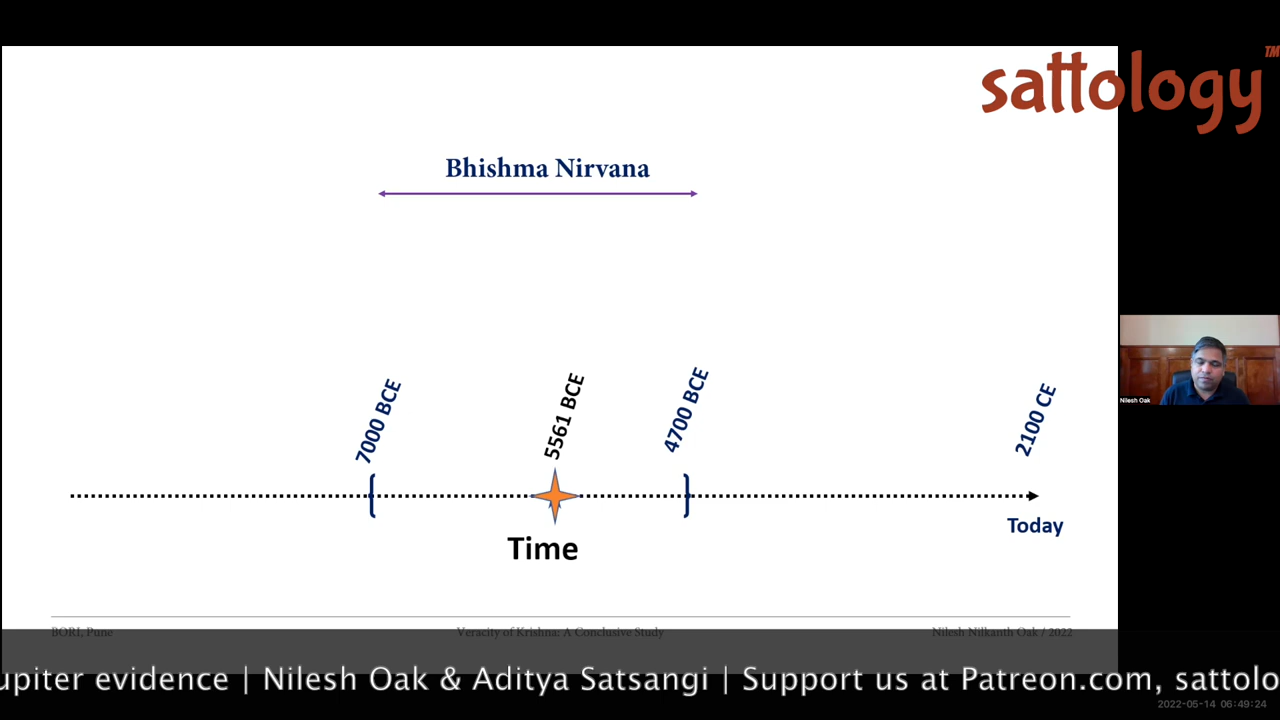 sattology TM
Bhishma Nirvana
7000 BCE
5561 BCE
4700 BCE
2100 CE
Today
Time
Nilesh Oak
BORI, Pune
Veracity of Krishna: A Conclusive Study
Nilesh Nilkanth Oak / 2022
upiter evidence | Nilesh Oak & Aditya Satsangi | Support us at Patreon.com, sattolo
2022-05-14 06:49:24